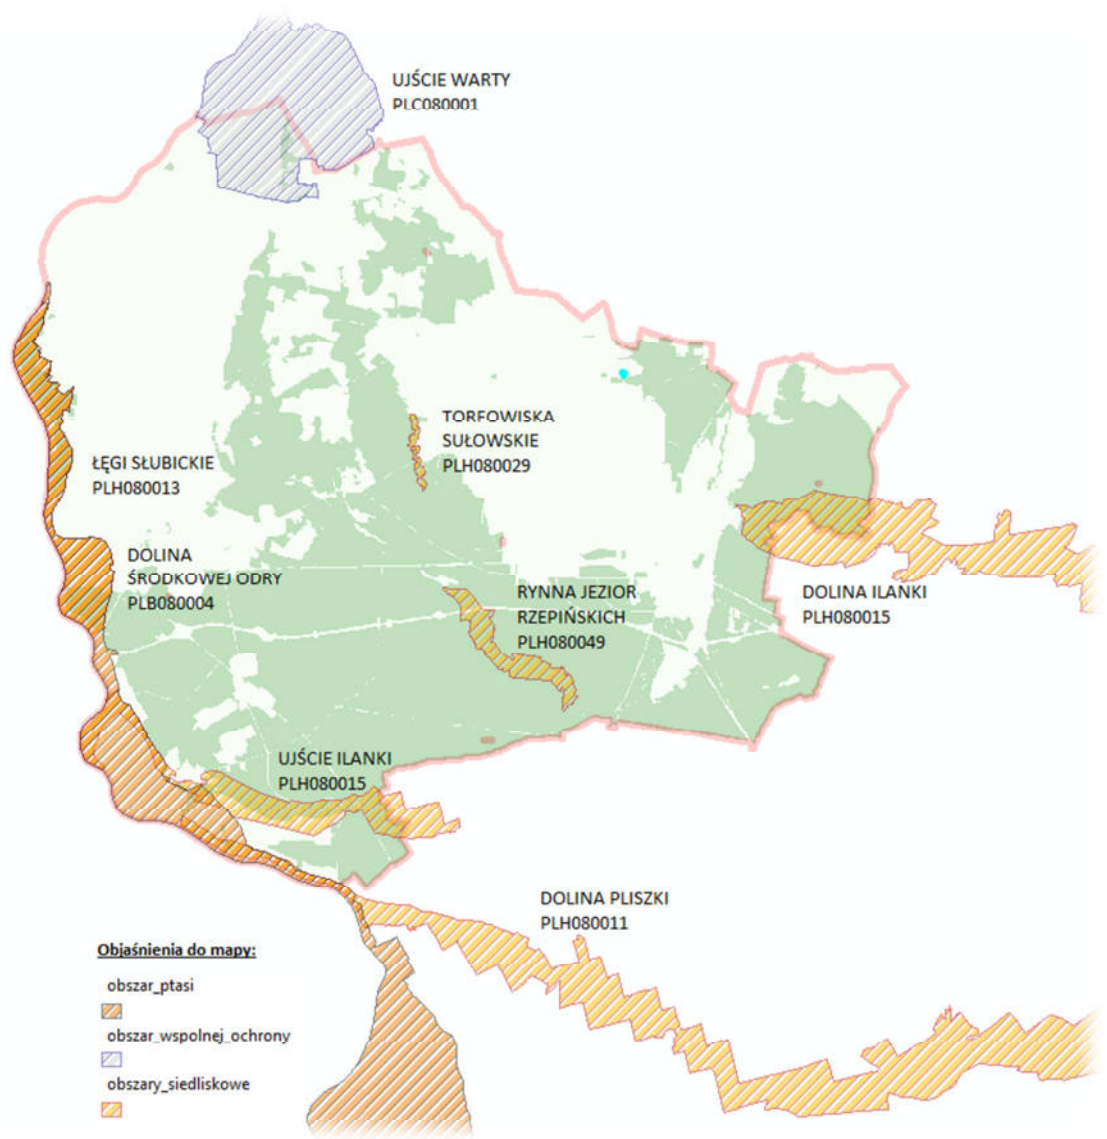 UJŚCIE WARTY
PLC080001
TORFOWISKA
SUŁOWSKIE
PLH080029
ŁĘGI SŁUBICKIE
PLH080013
DOLINA
ŚRODKOWEJ ODRY
PLB080004
RYNNA JEZIOR
RZEPIŃSKICH
PLH080049
DOLINA ILANKI
PLH080015
UJŚCIE ILANKI
PLH080015
DOLINA PLISZKI
PLH080011
Objaśnienia do mapy:
obszar_ptasi
obszar_wspolnej_ochrony
obszary_siedliskowe